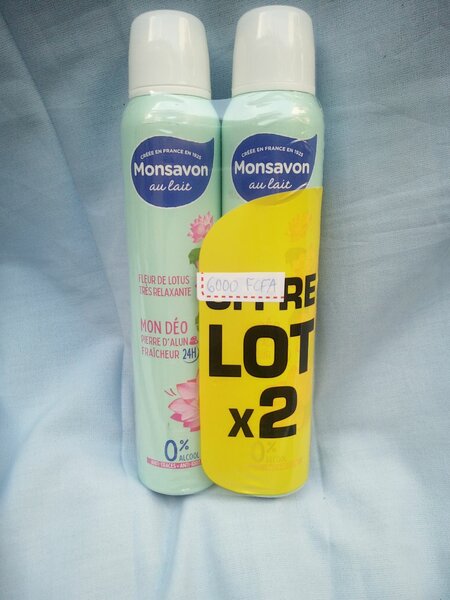 CRÉÉE EN FRANCE EN 1925
Monsavon
au lait
FLEUR DE LOTUS
TRÈS RELAXANTE
MON DÉO
PIERRE D'ALUN
FRAÎCHEUR 24H
0%
ALCOOL
CRÉÉE EN FRANCE EN 1925
Monsavon
au lait
6000 FCFA
OFFRE
LOT
x2
0%